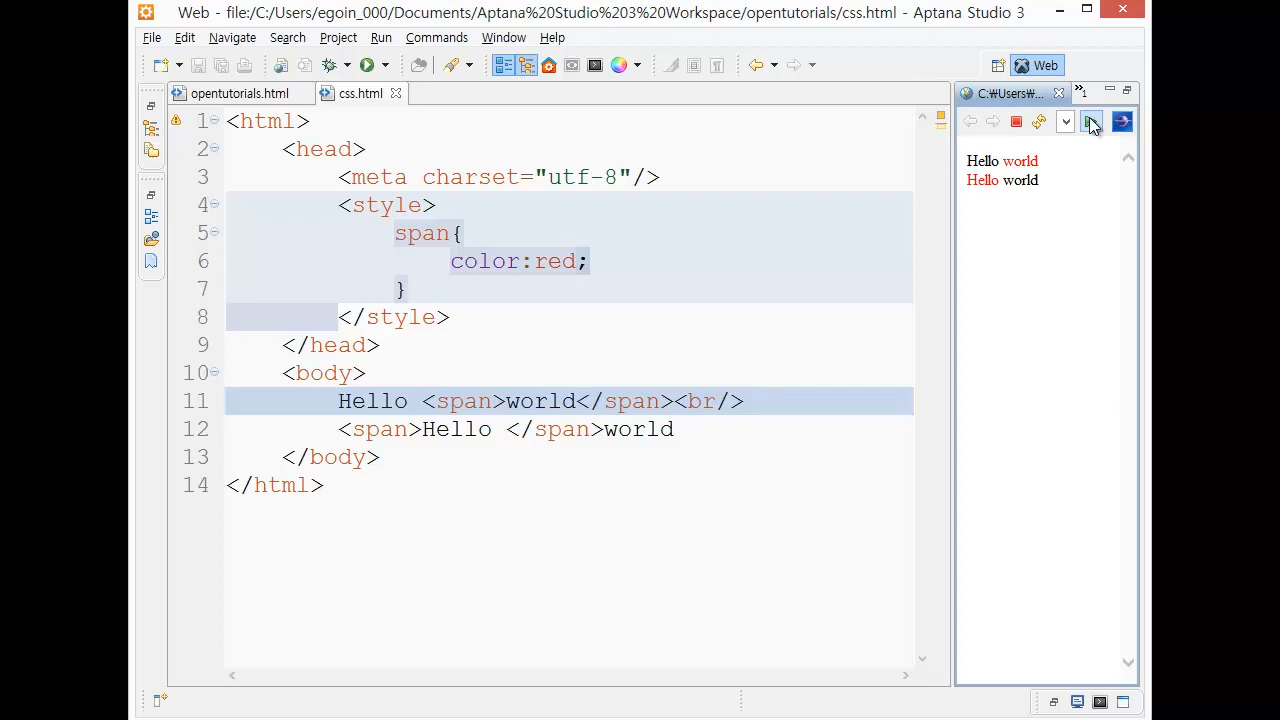 Web - file:/C:/Users/egoin_000/Documents/Aptana%20Studio%203%20Workspace/opentutorials/css.html - Aptana Studio 3
File Edit Navigate Search Project Run Commands Window Help
Web
opentutorials.html css.html
C:₩Users₩... »1
1 <html>
2 <head>
3 <meta charset="utf-8"/>
4 <style>
5 span{
6 color:red;
7 }
8 </style>
9 </head>
10 <body>
11 Hello <span>world</span><br/>
12 <span>Hello </span>world
13 </body>
14 </html>
Hello world
Hello world